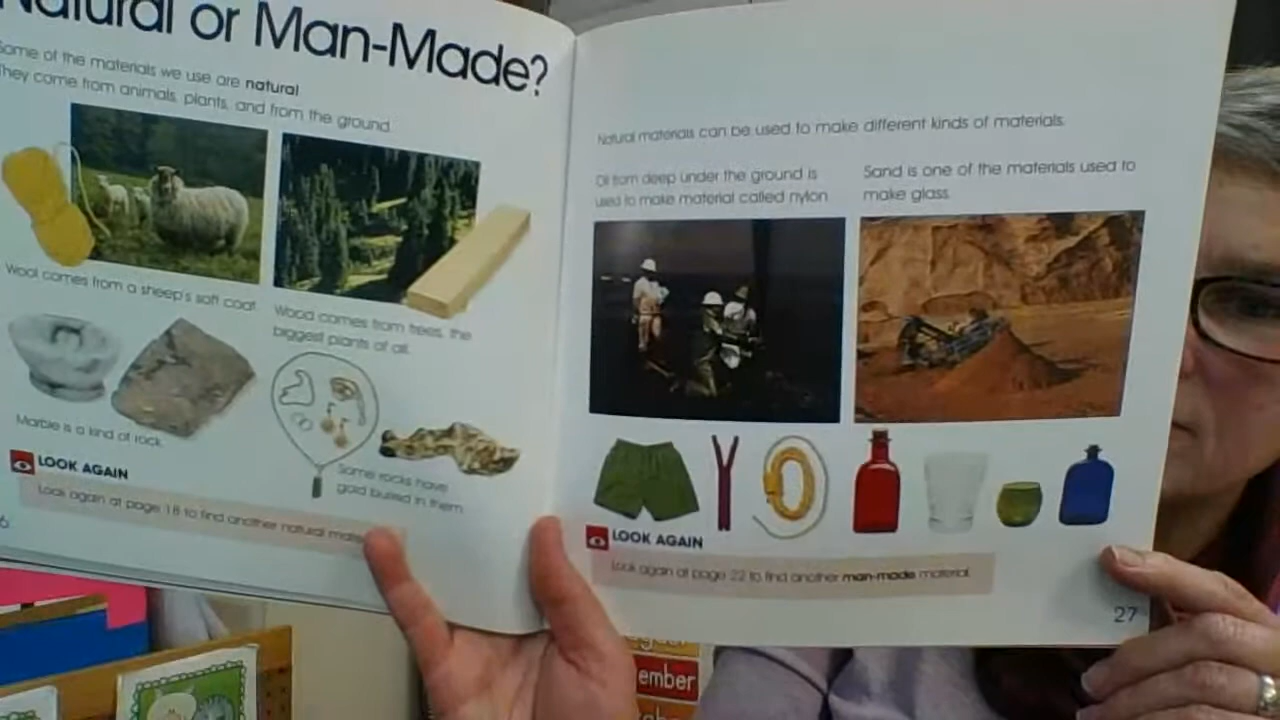 Natural or Man-Made?
Some of the materials we use are natural
They come from animals, plants, and from the ground.
Wool comes from a sheep's soft coat.
Wood comes from trees, the
biggest plants of all.
Marble is a kind of rock.
Some rocks have
gold buried in them.
LOOK AGAIN
Look again at page 18 to find another natural
6
Natural materials can be used to make different kinds of materials.
Oil from deep under the ground is
used to make material called nylon
Sand is one of the materials used to
make glass.
LOOK AGAIN
Look again at page 22 to find another man-made material.
27
ember